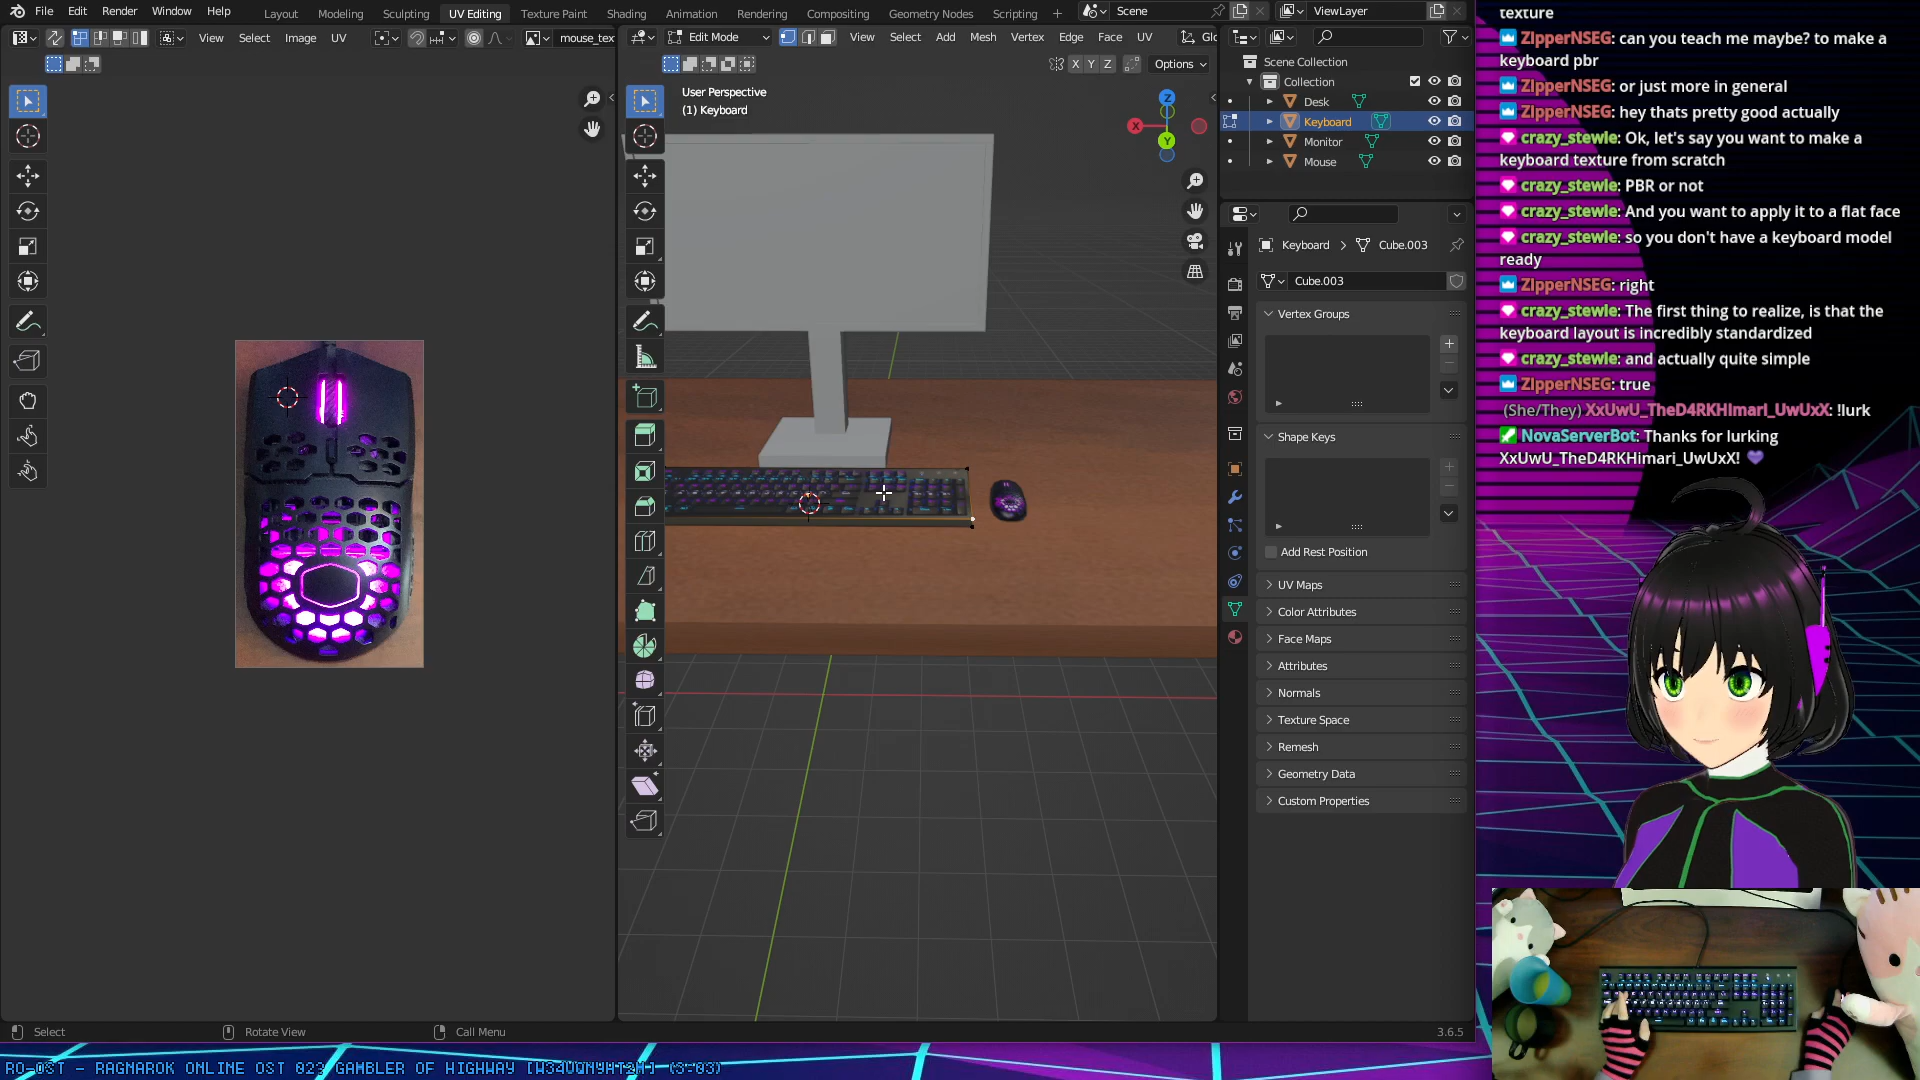 File Edit Render Window Help
Layout Modeling Sculpting UV Editing Texture Paint Shading Animation Rendering Compositing Geometry Nodes Scripting +
Scene
ViewLayer
View Select Image UV
mouse_tex
Edit Mode
View Select Add Mesh Vertex Edge Face UV
Glo
X Y Z
Options
User Perspective
(1) Keyboard
Z
X
Y
Scene Collection
Collection
Desk
Keyboard
Monitor
Mouse
Keyboard > Cube.003
Cube.003
Vertex Groups
Shape Keys
Add Rest Position
UV Maps
Color Attributes
Face Maps
Attributes
Normals
Texture Space
Remesh
Geometry Data
Custom Properties
Select
Rotate View
Call Menu
3.6.5
texture
ZIpperNSEG: can you teach me maybe? to make a
keyboard pbr
ZIpperNSEG: or just more in general
ZIpperNSEG: hey thats pretty good actually
crazy_stewie: Ok, let's say you want to make a
keyboard texture from scratch
crazy_stewie: PBR or not
crazy_stewie: And you want to apply it to a flat face
crazy_stewie: so you don't have a keyboard model
ready
ZIpperNSEG: right
crazy_stewie: The first thing to realize, is that the
keyboard layout is incredibly standardized
crazy_stewie: and actually quite simple
ZIpperNSEG: true
(She/They) XxUwU_TheD4RKHImarI_UwUxX: !lurk
NovaServerBot: Thanks for lurking
XxUwU_TheD4RKHimari_UwUxX!
RO-OST - RAGNAROK ONLINE OST 023 GAMBLER OF HIGHWAY